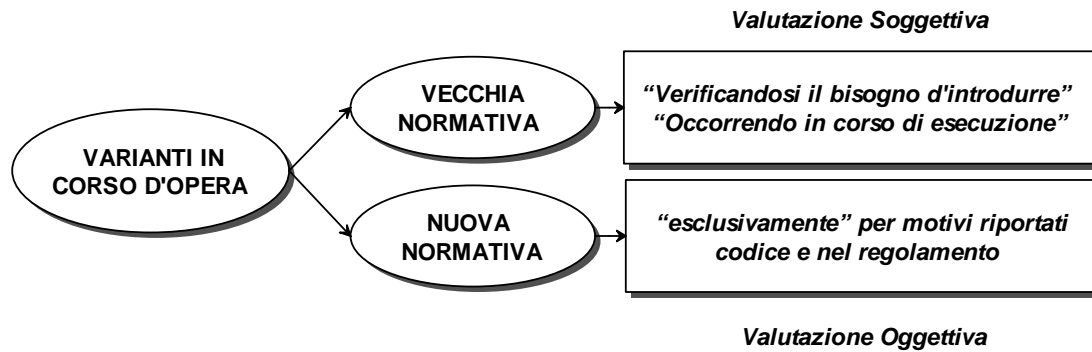 Valutazione Soggettiva
VARIANTI IN
CORSO D'OPERA
VECCHIA
NORMATIVA
“Verificandosi il bisogno d'introdurre”
“Occorrendo in corso di esecuzione”
NUOVA
NORMATIVA
“esclusivamente” per motivi riportati
codice e nel regolamento
Valutazione Oggettiva